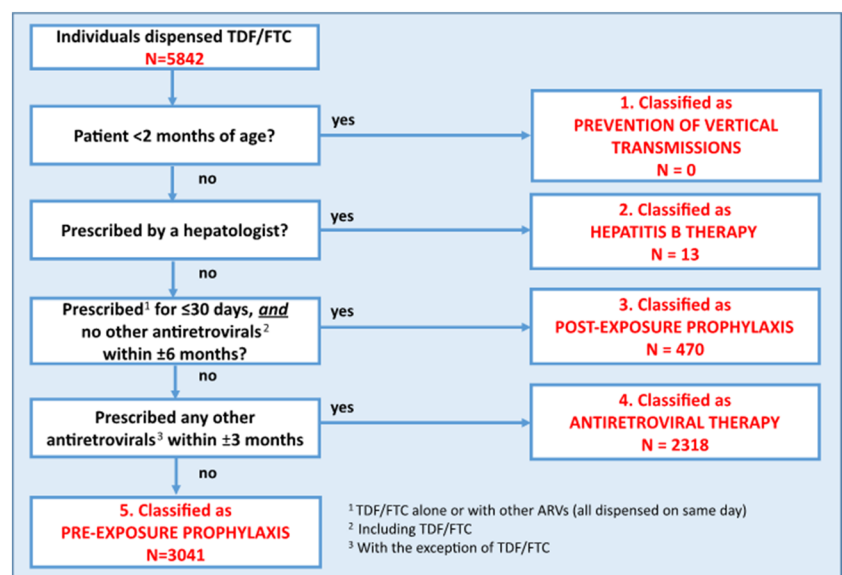 Individuals dispensed TDF/FTC
N=5842
Patient <2 months of age?
yes
1. Classified as
PREVENTION OF VERTICAL
TRANSMISSIONS
N = 0
no
Prescribed by a hepatologist?
yes
2. Classified as
HEPATITIS B THERAPY
N = 13
no
Prescribed¹ for ≤30 days, and
no other antiretrovirals²
within ±6 months?
yes
3. Classified as
POST-EXPOSURE PROPHYLAXIS
N = 470
no
Prescribed any other
antiretrovirals³ within ±3 months
yes
4. Classified as
ANTIRETROVIRAL THERAPY
N = 2318
no
5. Classified as
PRE-EXPOSURE PROPHYLAXIS
N=3041
¹ TDF/FTC alone or with other ARVs (all dispensed on same day)
² Including TDF/FTC
³ With the exception of TDF/FTC